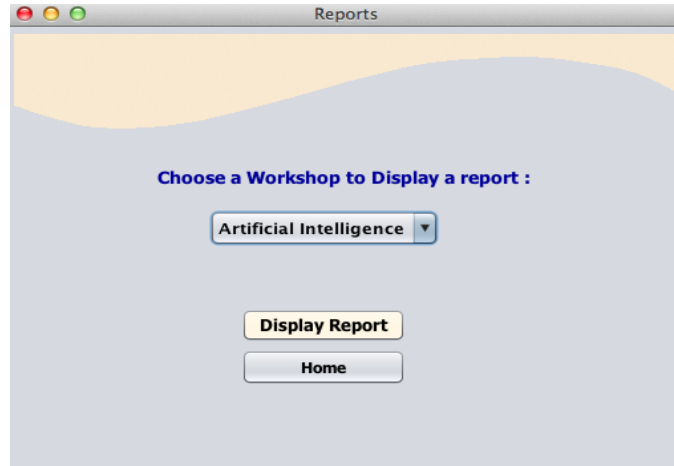 Reports
Choose a Workshop to Display a report :
Artificial Intelligence
Display Report
Home